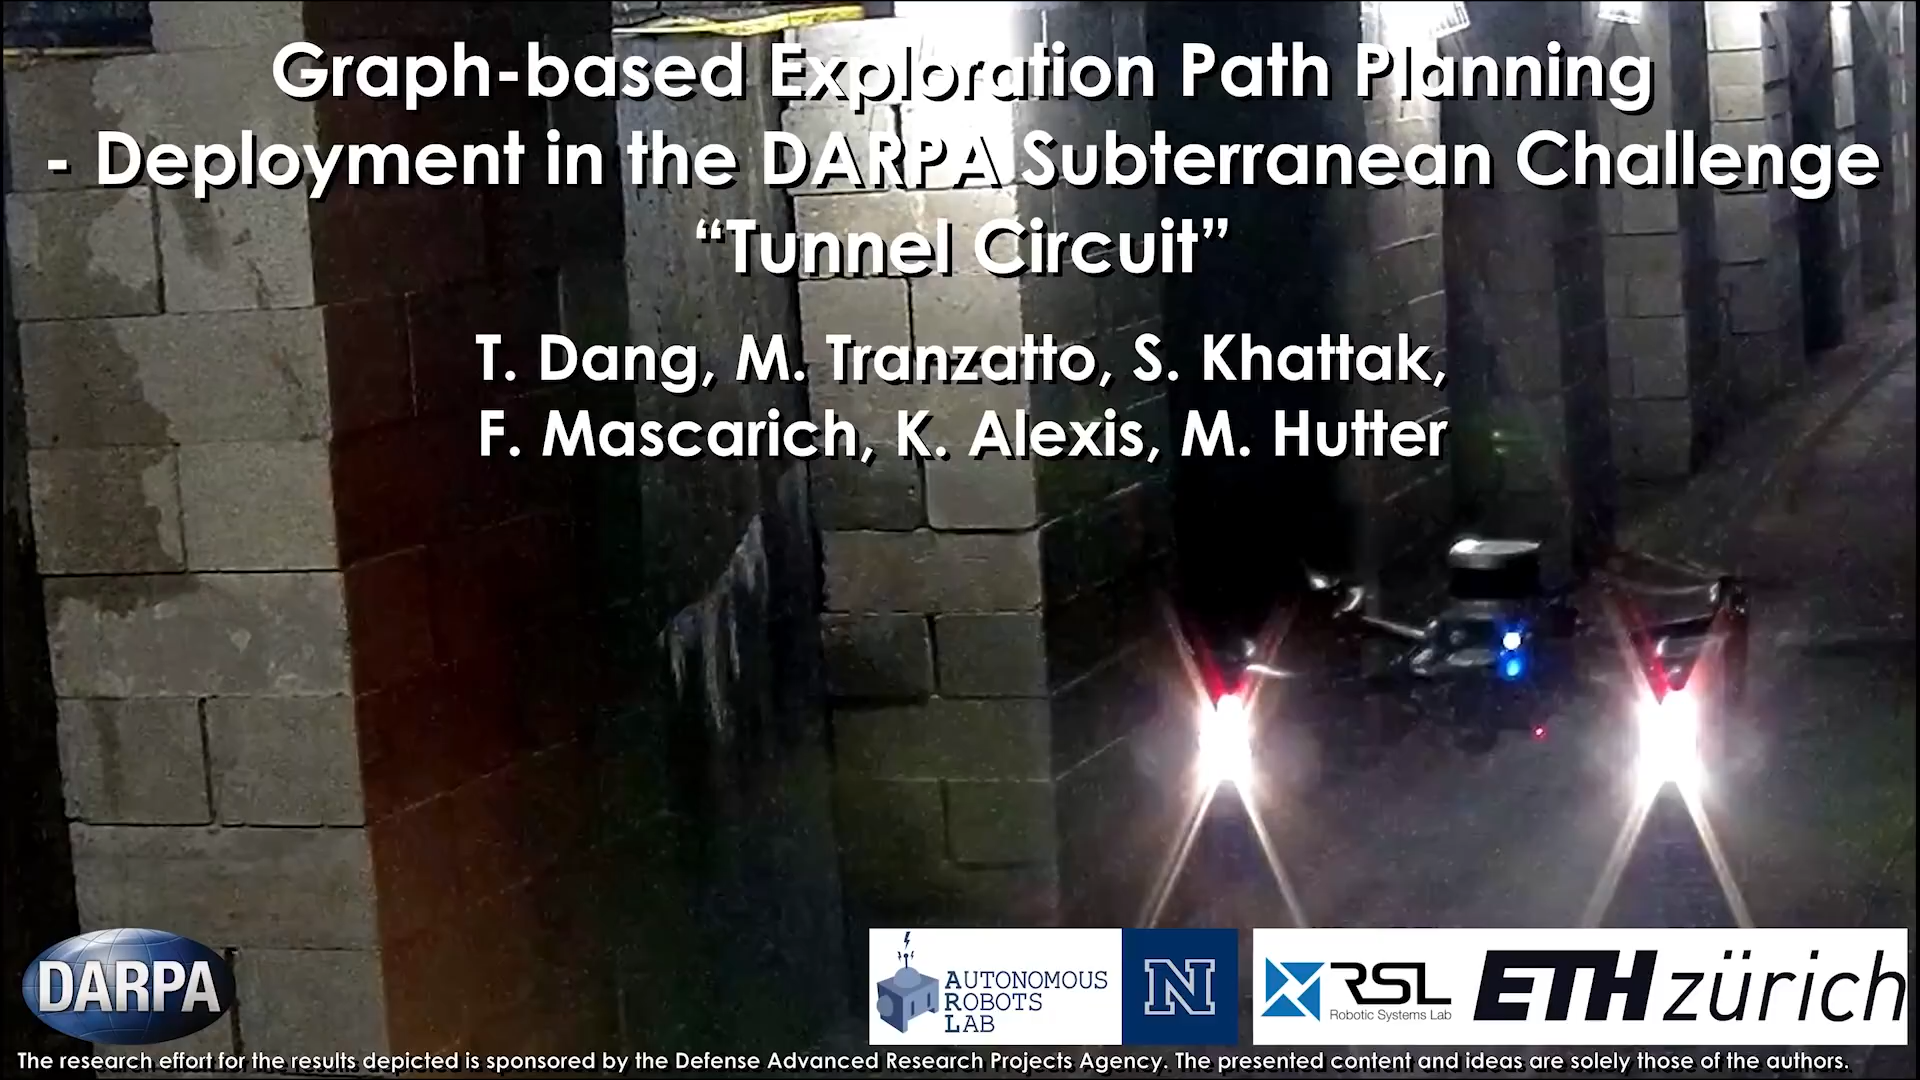 Graph-based Exploration Path Planning
- Deployment in the DARPA Subterranean Challenge
“Tunnel Circuit”
T. Dang, M. Tranzatto, S. Khattak,
F. Mascarich, K. Alexis, M. Hutter
DARPA
AUTONOMOUS
ROBOTS
LAB
N
RSL
Robotic Systems Lab
ETH zürich
The research effort for the results depicted is sponsored by the Defense Advanced Research Projects Agency. The presented content and ideas are solely those of the authors.